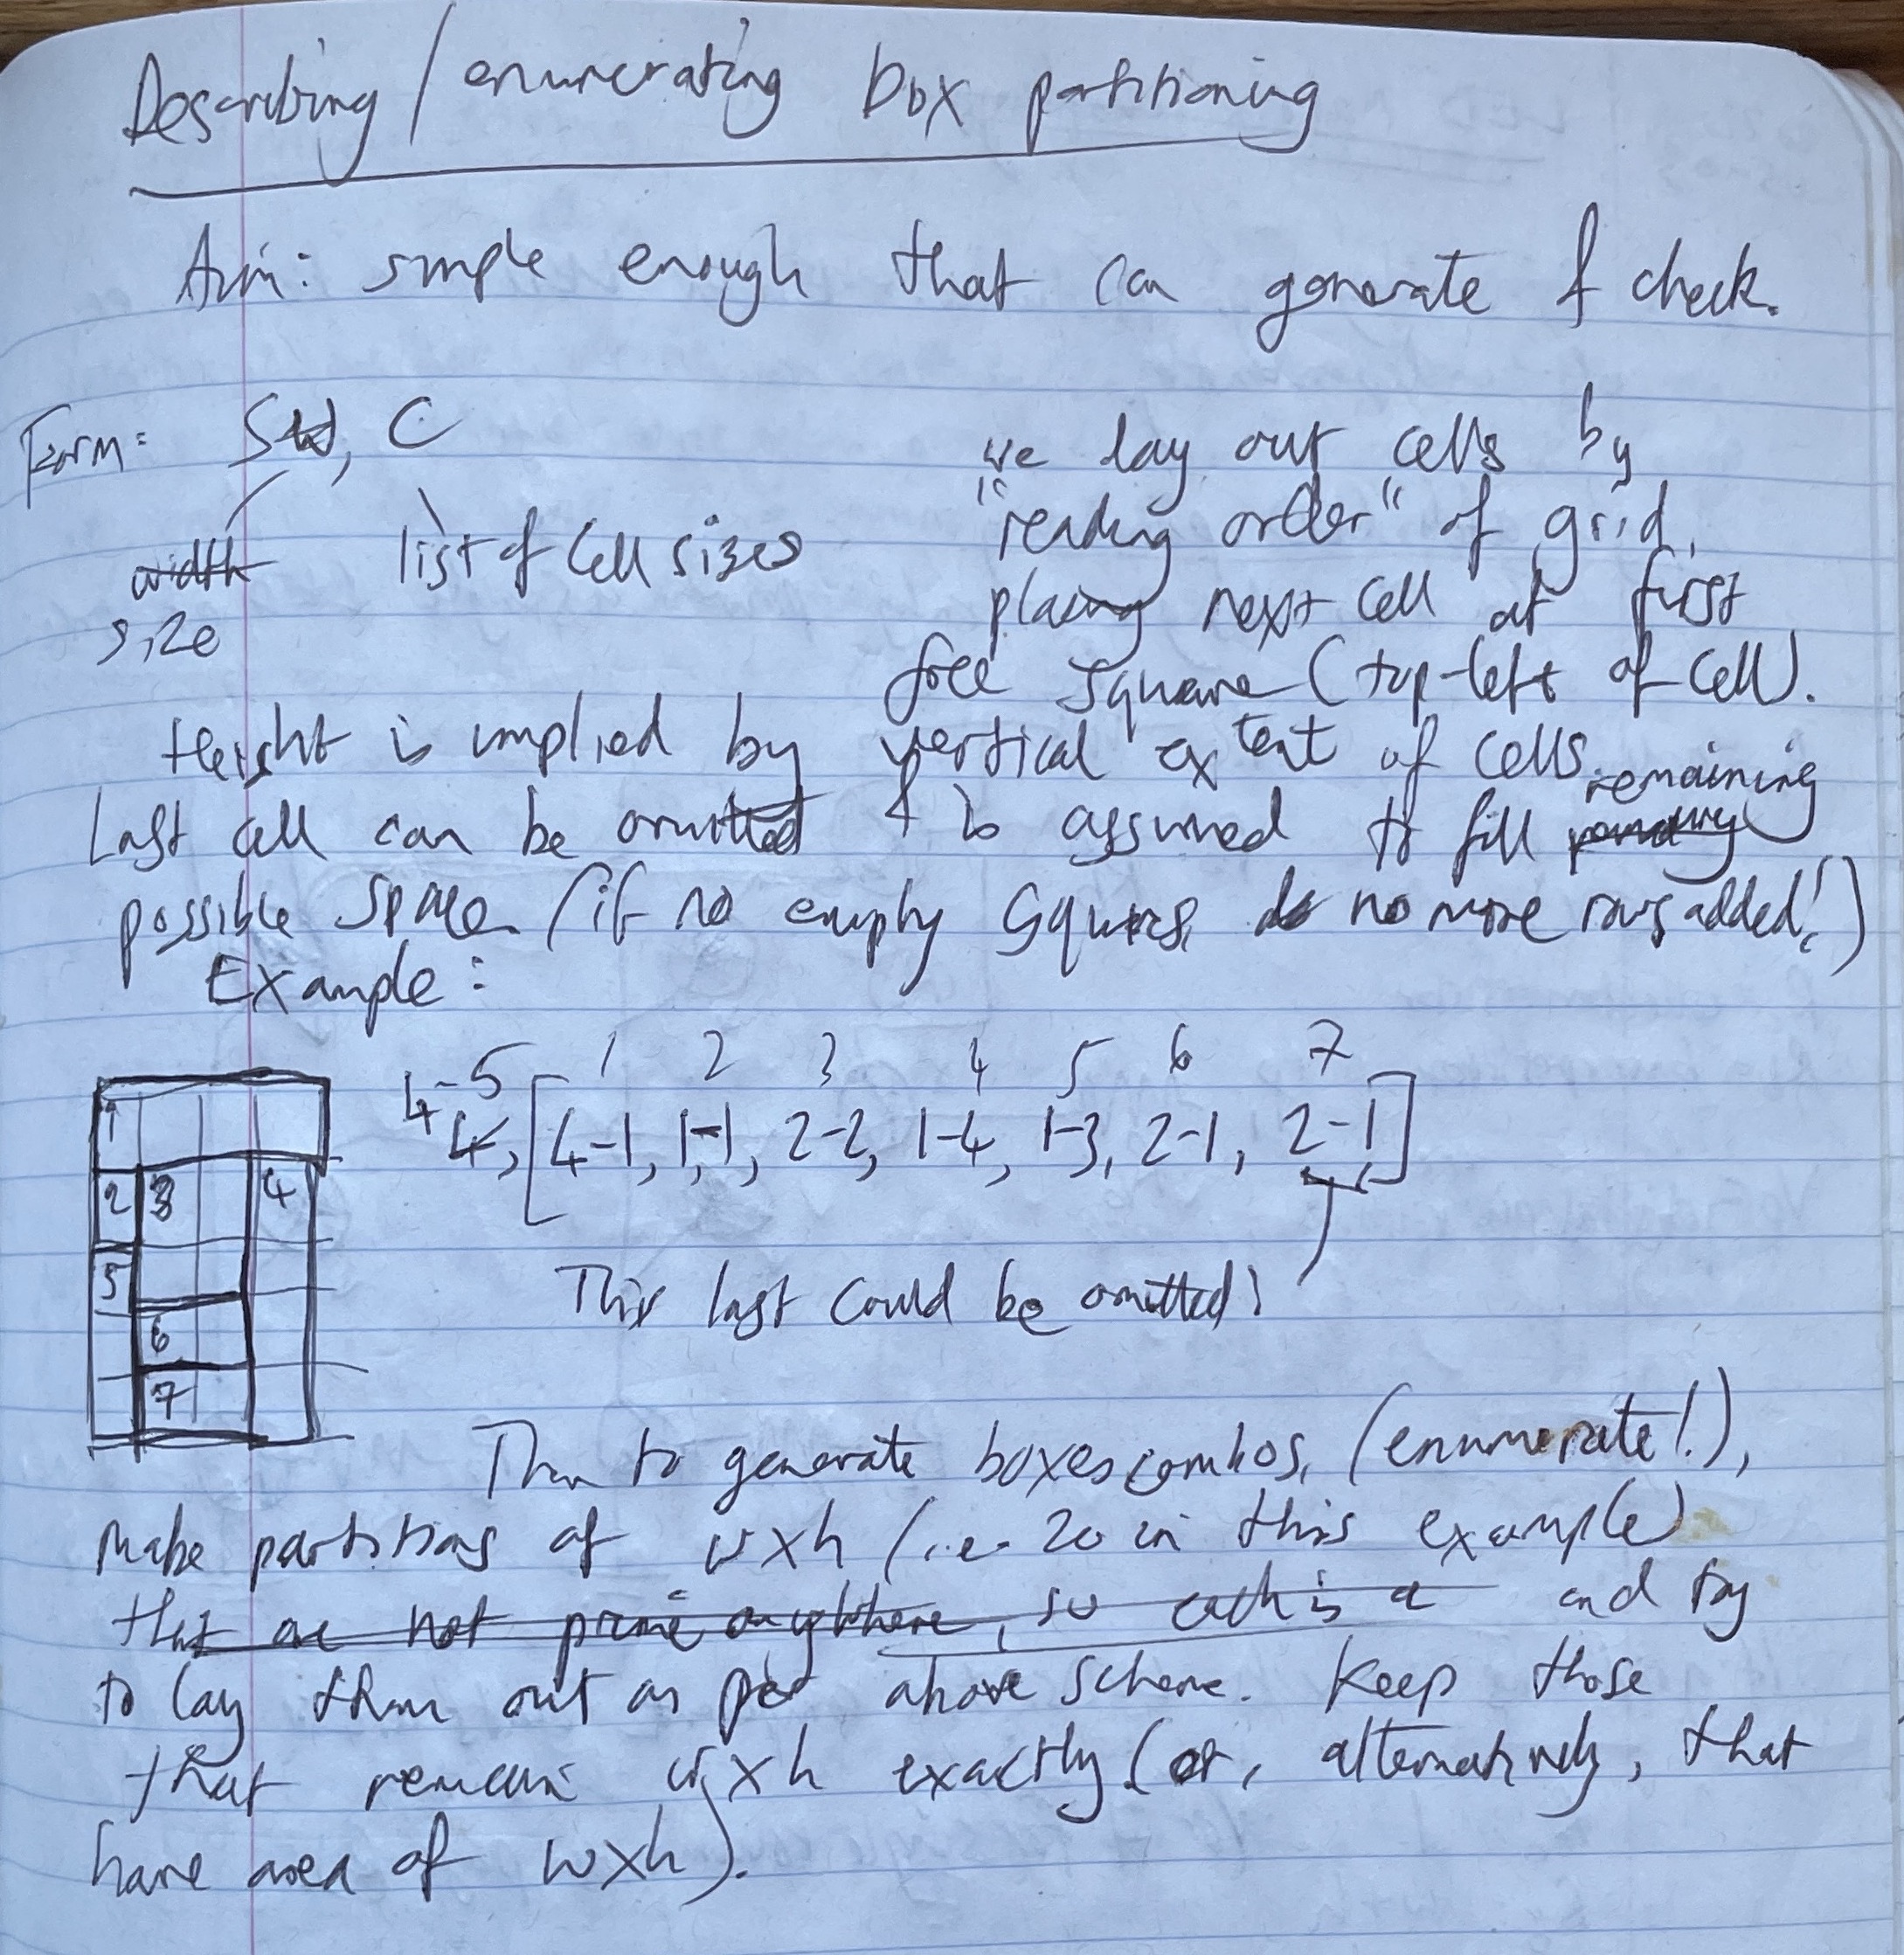 Describing / enumerating box partitioning
Aim: simple enough that can generate & check.
Form: S, C
width
size
list of cell sizes
we lay out cells by
"reading order" of grid,
placing next cell at first
free square (top-left of cell).
Height is implied by vertical extent of cells.
Last cell can be omitted & is assumed to fill remaining
possible space (if no empty squares, no more rows added!)
Example:
1 2 3 4 5 6 7
4-5, [4-1, 1-1, 2-2, 1-4, 1-3, 2-1, 2-1]
1
2 3 4
5
6
7
This last could be omitted!
Then to generate boxes combos, (enumerate!),
make partitions of w×h (i.e. 20 in this example)
that are not prime anywhere, so each is a and try
to lay them out as per above scheme. Keep those
that remain w×h exactly (or, alternatively, that
have area of w×h).